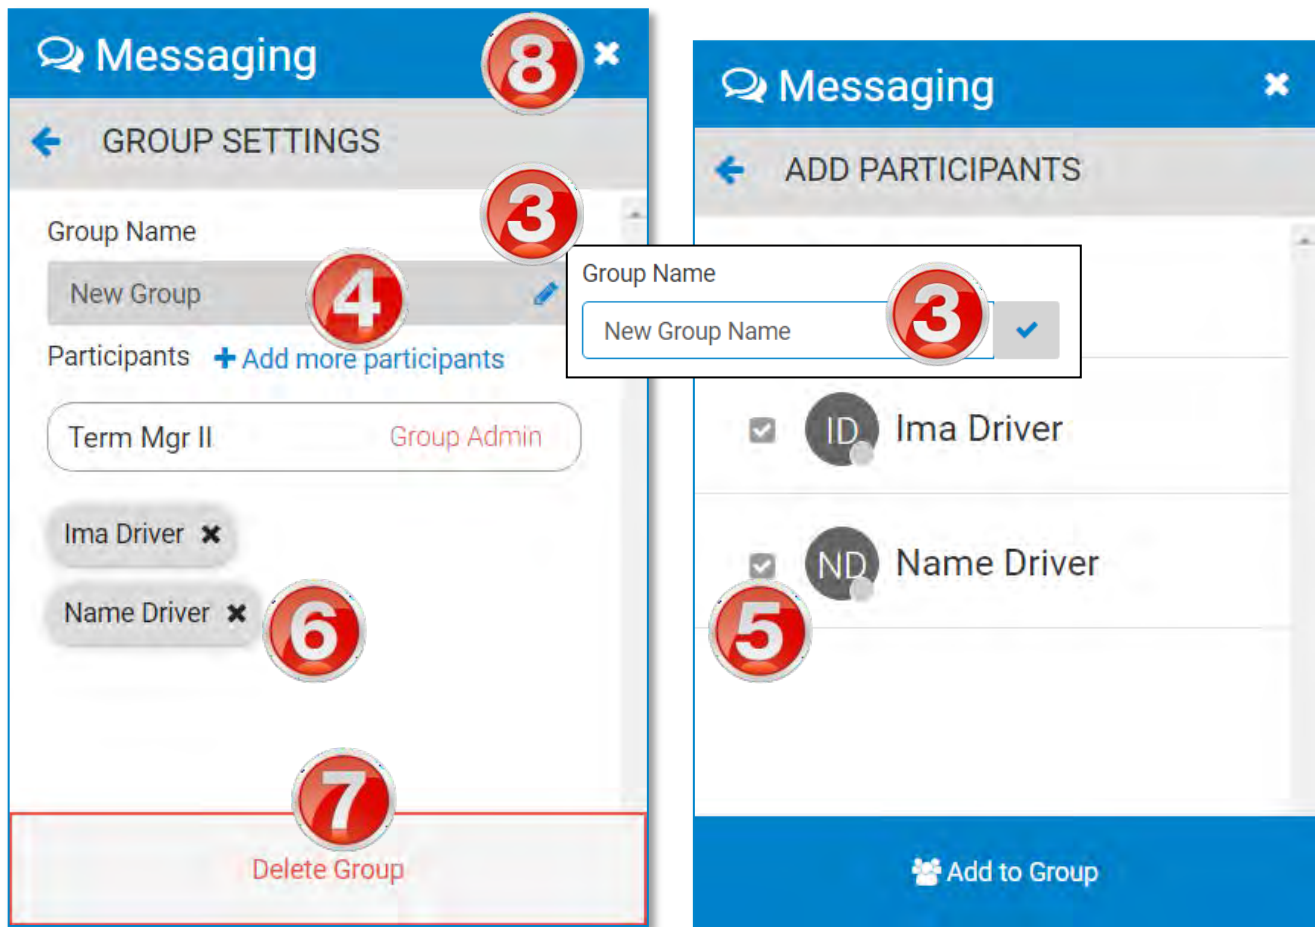 Messaging
8
GROUP SETTINGS
3
Group Name
New Group
4
Participants Add more participants
Term Mgr II Group Admin
Ima Driver
Name Driver
6
7
Delete Group
Group Name
New Group Name
3
Messaging
ADD PARTICIPANTS
ID Ima Driver
ND Name Driver
5
Add to Group